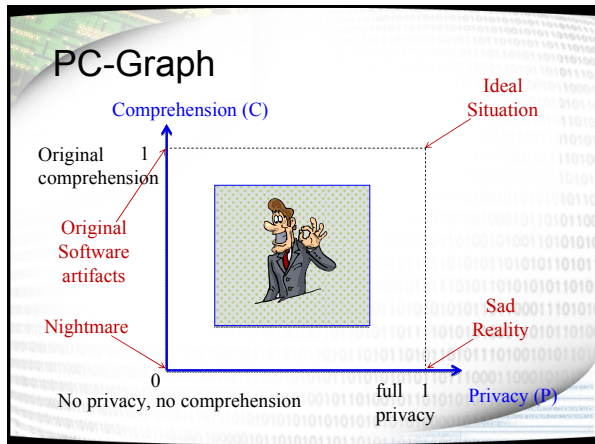 PC-Graph
Comprehension (C)
Ideal
Situation
Original 1
comprehension
Original
Software
artifacts
Nightmare
Sad
Reality
0
full 1
privacy
Privacy (P)
No privacy, no comprehension